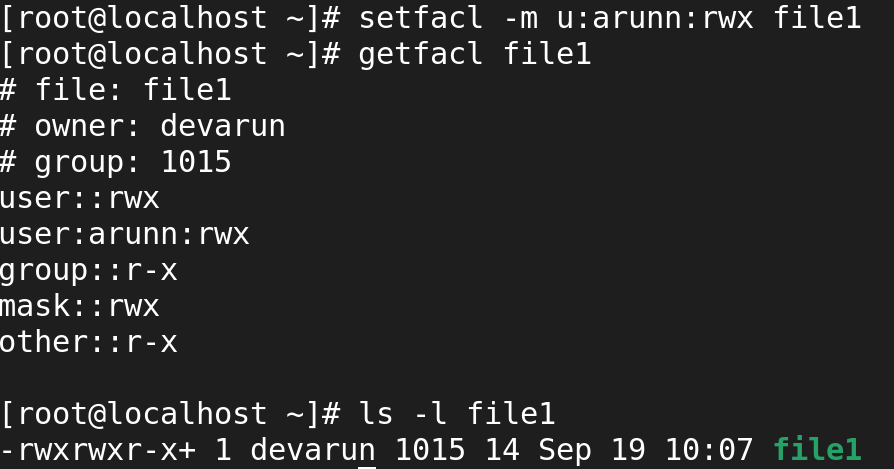 [root@localhost ~]# setfacl -m u:arunn:rwx file1
[root@localhost ~]# getfacl file1
# file: file1
# owner: devarun
# group: 1015
user::rwx
user:arunn:rwx
group::r-x
mask::rwx
other::r-x
[root@localhost ~]# ls -l file1
-rwxrwxr-x+ 1 devarun 1015 14 Sep 19 10:07 file1